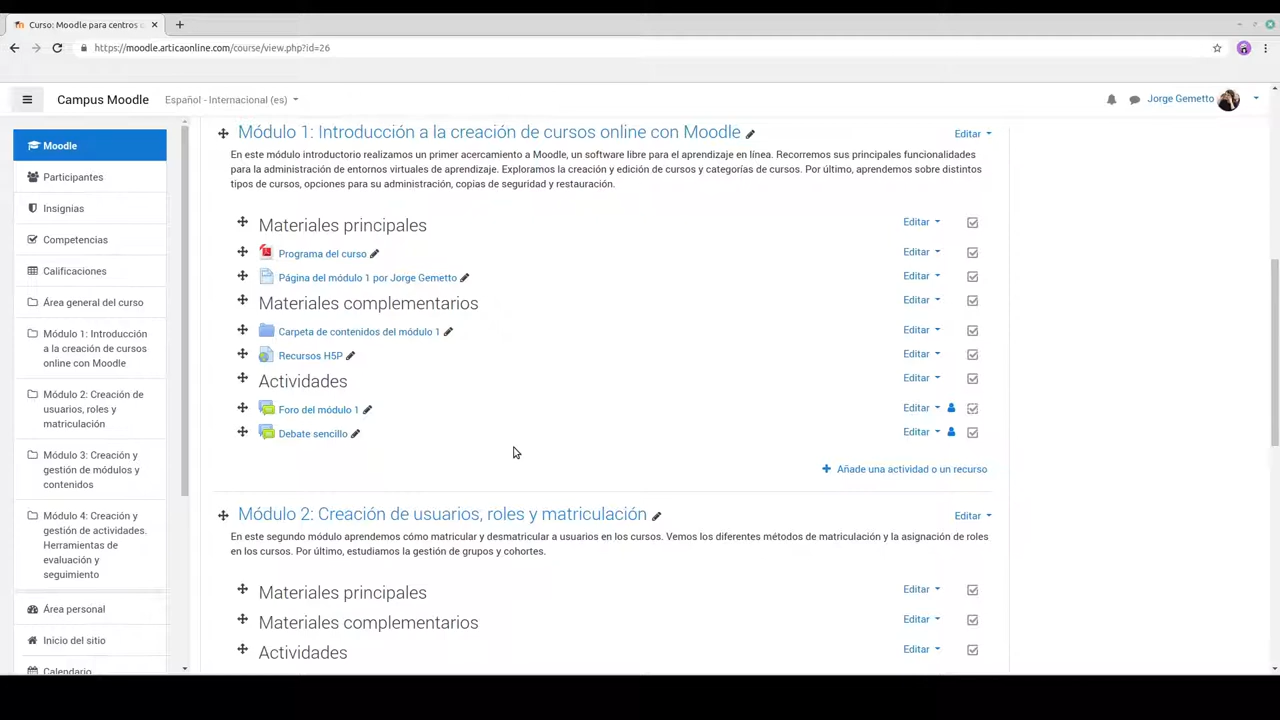 Curso: Moodle para centros
https://moodle.articaonline.com/course/view.php?id=26
Campus Moodle
Español - Internacional (es)
Jorge Gemetto
Moodle
Participantes
Insignias
Competencias
Calificaciones
Área general del curso
Módulo 1: Introducción
a la creación de cursos
online con Moodle
Módulo 2: Creación de
usuarios, roles y
matriculación
Módulo 3: Creación y
gestión de módulos y
contenidos
Módulo 4: Creación y
gestión de actividades.
Herramientas de
evaluación y
seguimiento
Área personal
Inicio del sitio
Calendario
Módulo 1: Introducción a la creación de cursos online con Moodle
Editar
En este módulo introductorio realizamos un primer acercamiento a Moodle, un software libre para el aprendizaje en línea. Recorremos sus principales funcionalidades
para la administración de entornos virtuales de aprendizaje. Exploramos la creación y edición de cursos y categorías de cursos. Por último, aprendemos sobre distintos
tipos de cursos, opciones para su administración, copias de seguridad y restauración.
Materiales principales
Editar
Programa del curso
Editar
Página del módulo 1 por Jorge Gemetto
Editar
Materiales complementarios
Editar
Carpeta de contenidos del módulo 1
Editar
Recursos H5P
Editar
Actividades
Editar
Foro del módulo 1
Editar
Debate sencillo
Editar
Añade una actividad o un recurso
Módulo 2: Creación de usuarios, roles y matriculación
Editar
En este segundo módulo aprendemos cómo matricular y desmatricular a usuarios en los cursos. Vemos los diferentes métodos de matriculación y la asignación de roles
en los cursos. Por último, estudiamos la gestión de grupos y cohortes.
Materiales principales
Editar
Materiales complementarios
Editar
Actividades
Editar